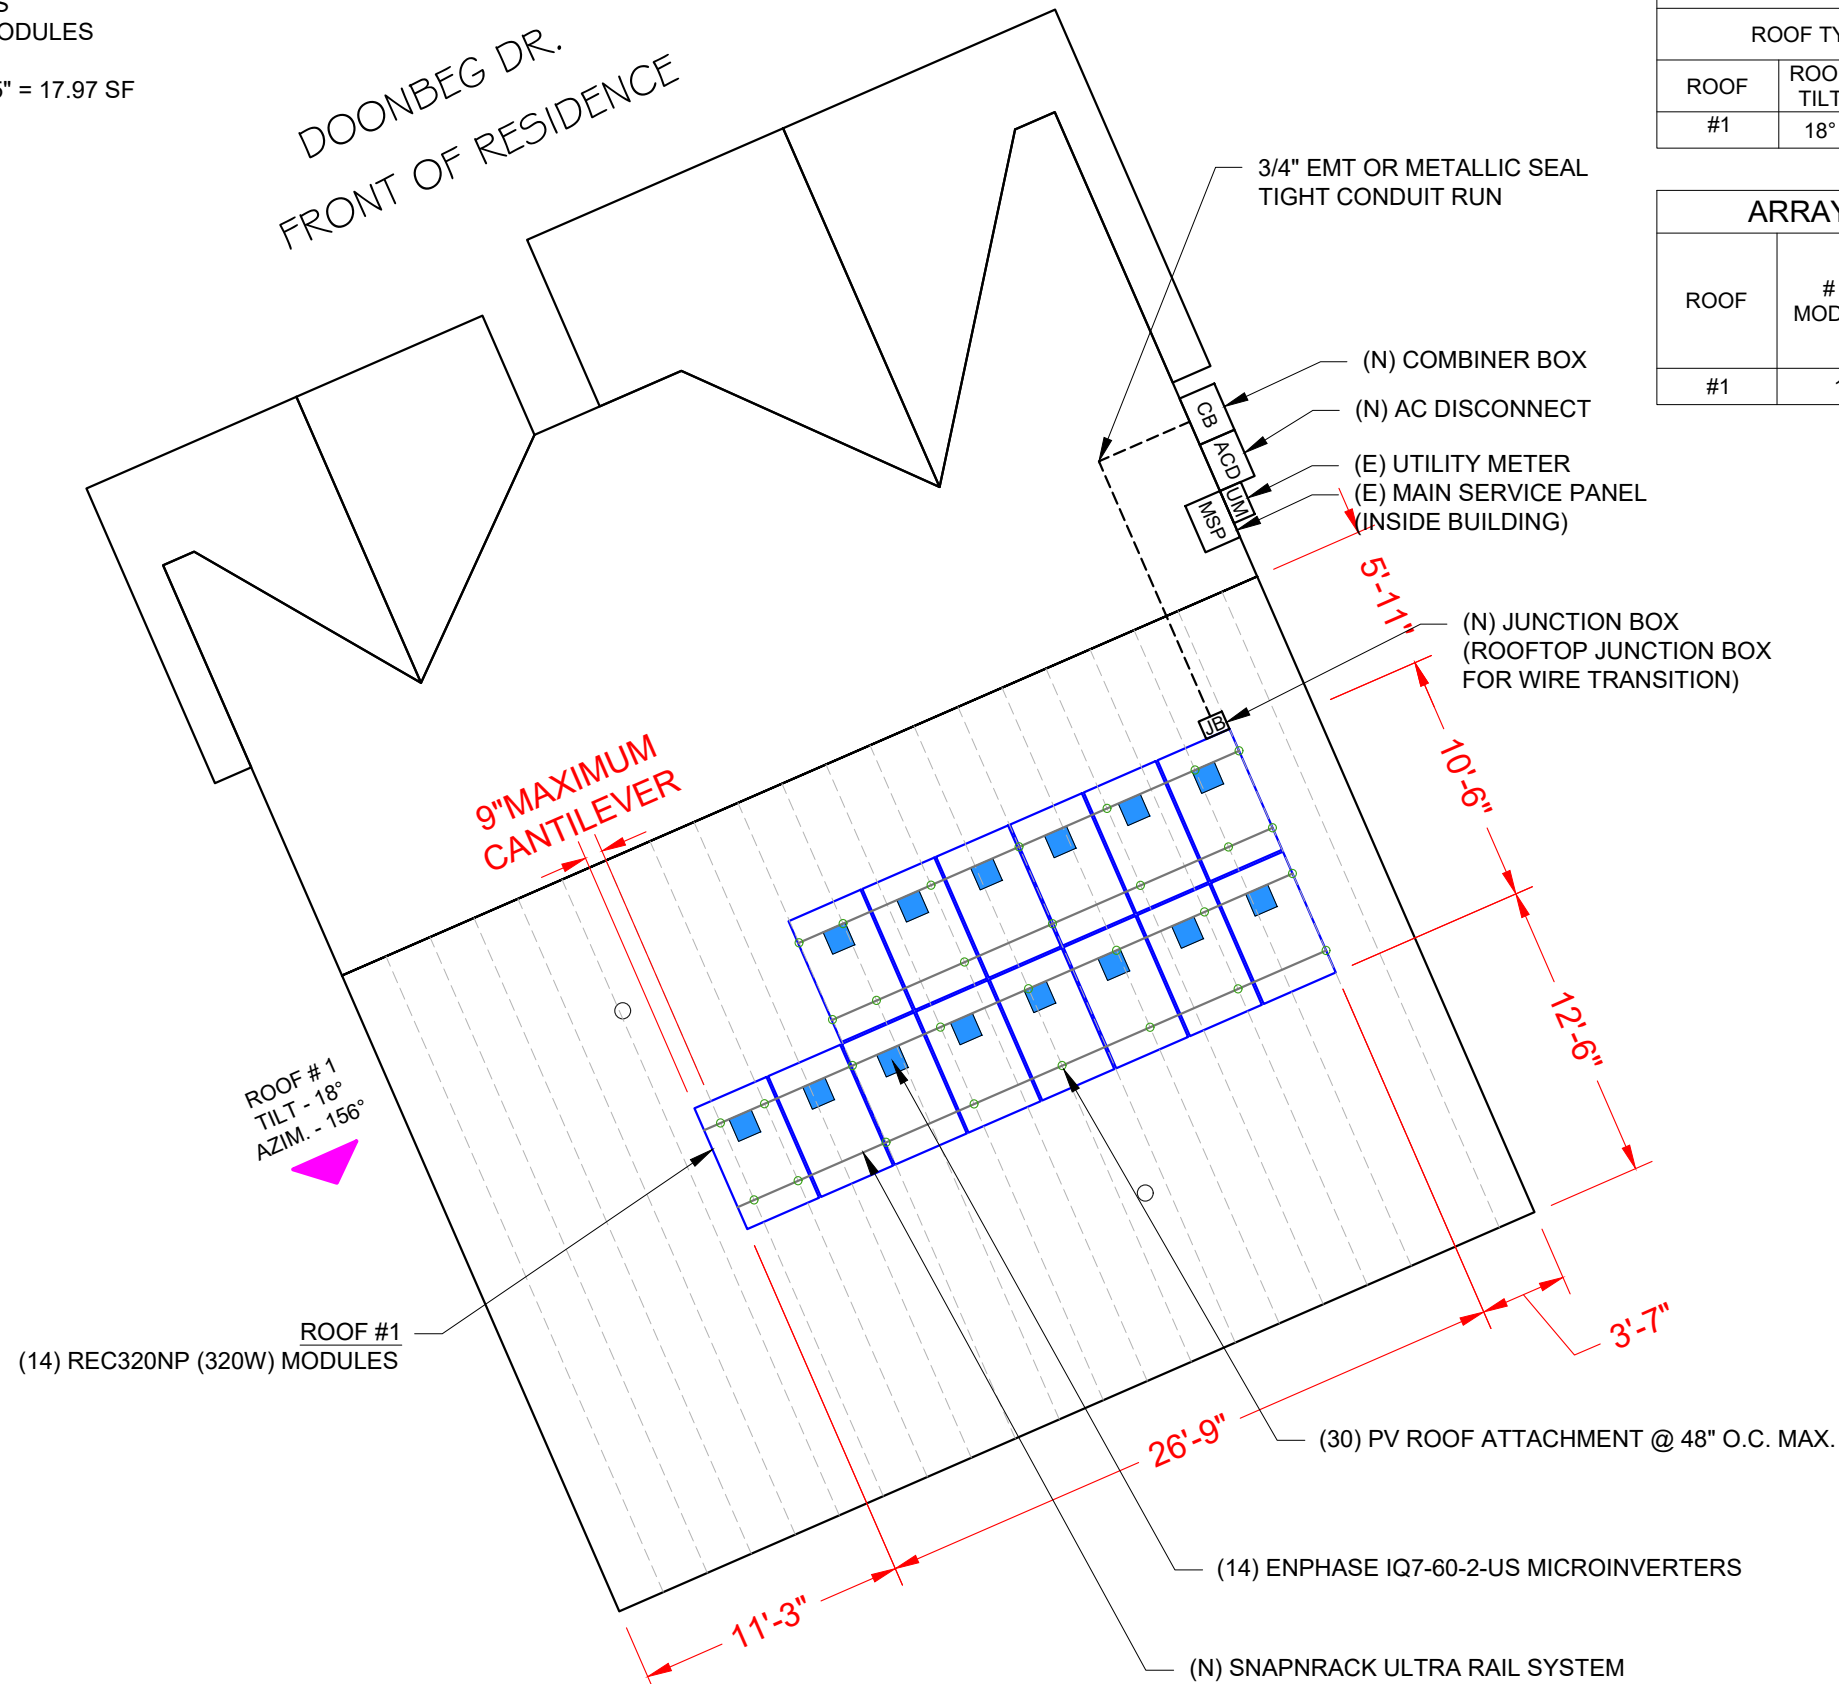 S
ODULES
5" = 17.97 SF
DOONBEG DR.
FRONT OF RESIDENCE
ROOF TY
ROOF
ROO
TILT
#1
18°
ARRAY
ROOF
#
MOD
#1
3/4" EMT OR METALLIC SEAL
TIGHT CONDUIT RUN
(N) COMBINER BOX
(N) AC DISCONNECT
(E) UTILITY METER
(E) MAIN SERVICE PANEL
(INSIDE BUILDING)
CB
ACD
UM
MSP
5'-11"
(N) JUNCTION BOX
(ROOFTOP JUNCTION BOX
FOR WIRE TRANSITION)
JB
9"MAXIMUM
CANTILEVER
10'-6"
12'-6"
ROOF # 1
TILT - 18°
AZIM. - 156°
ROOF #1
(14) REC320NP (320W) MODULES
3'-7"
26'-9"
11'-3"
(30) PV ROOF ATTACHMENT @ 48" O.C. MAX.
(14) ENPHASE IQ7-60-2-US MICROINVERTERS
(N) SNAPNRACK ULTRA RAIL SYSTEM